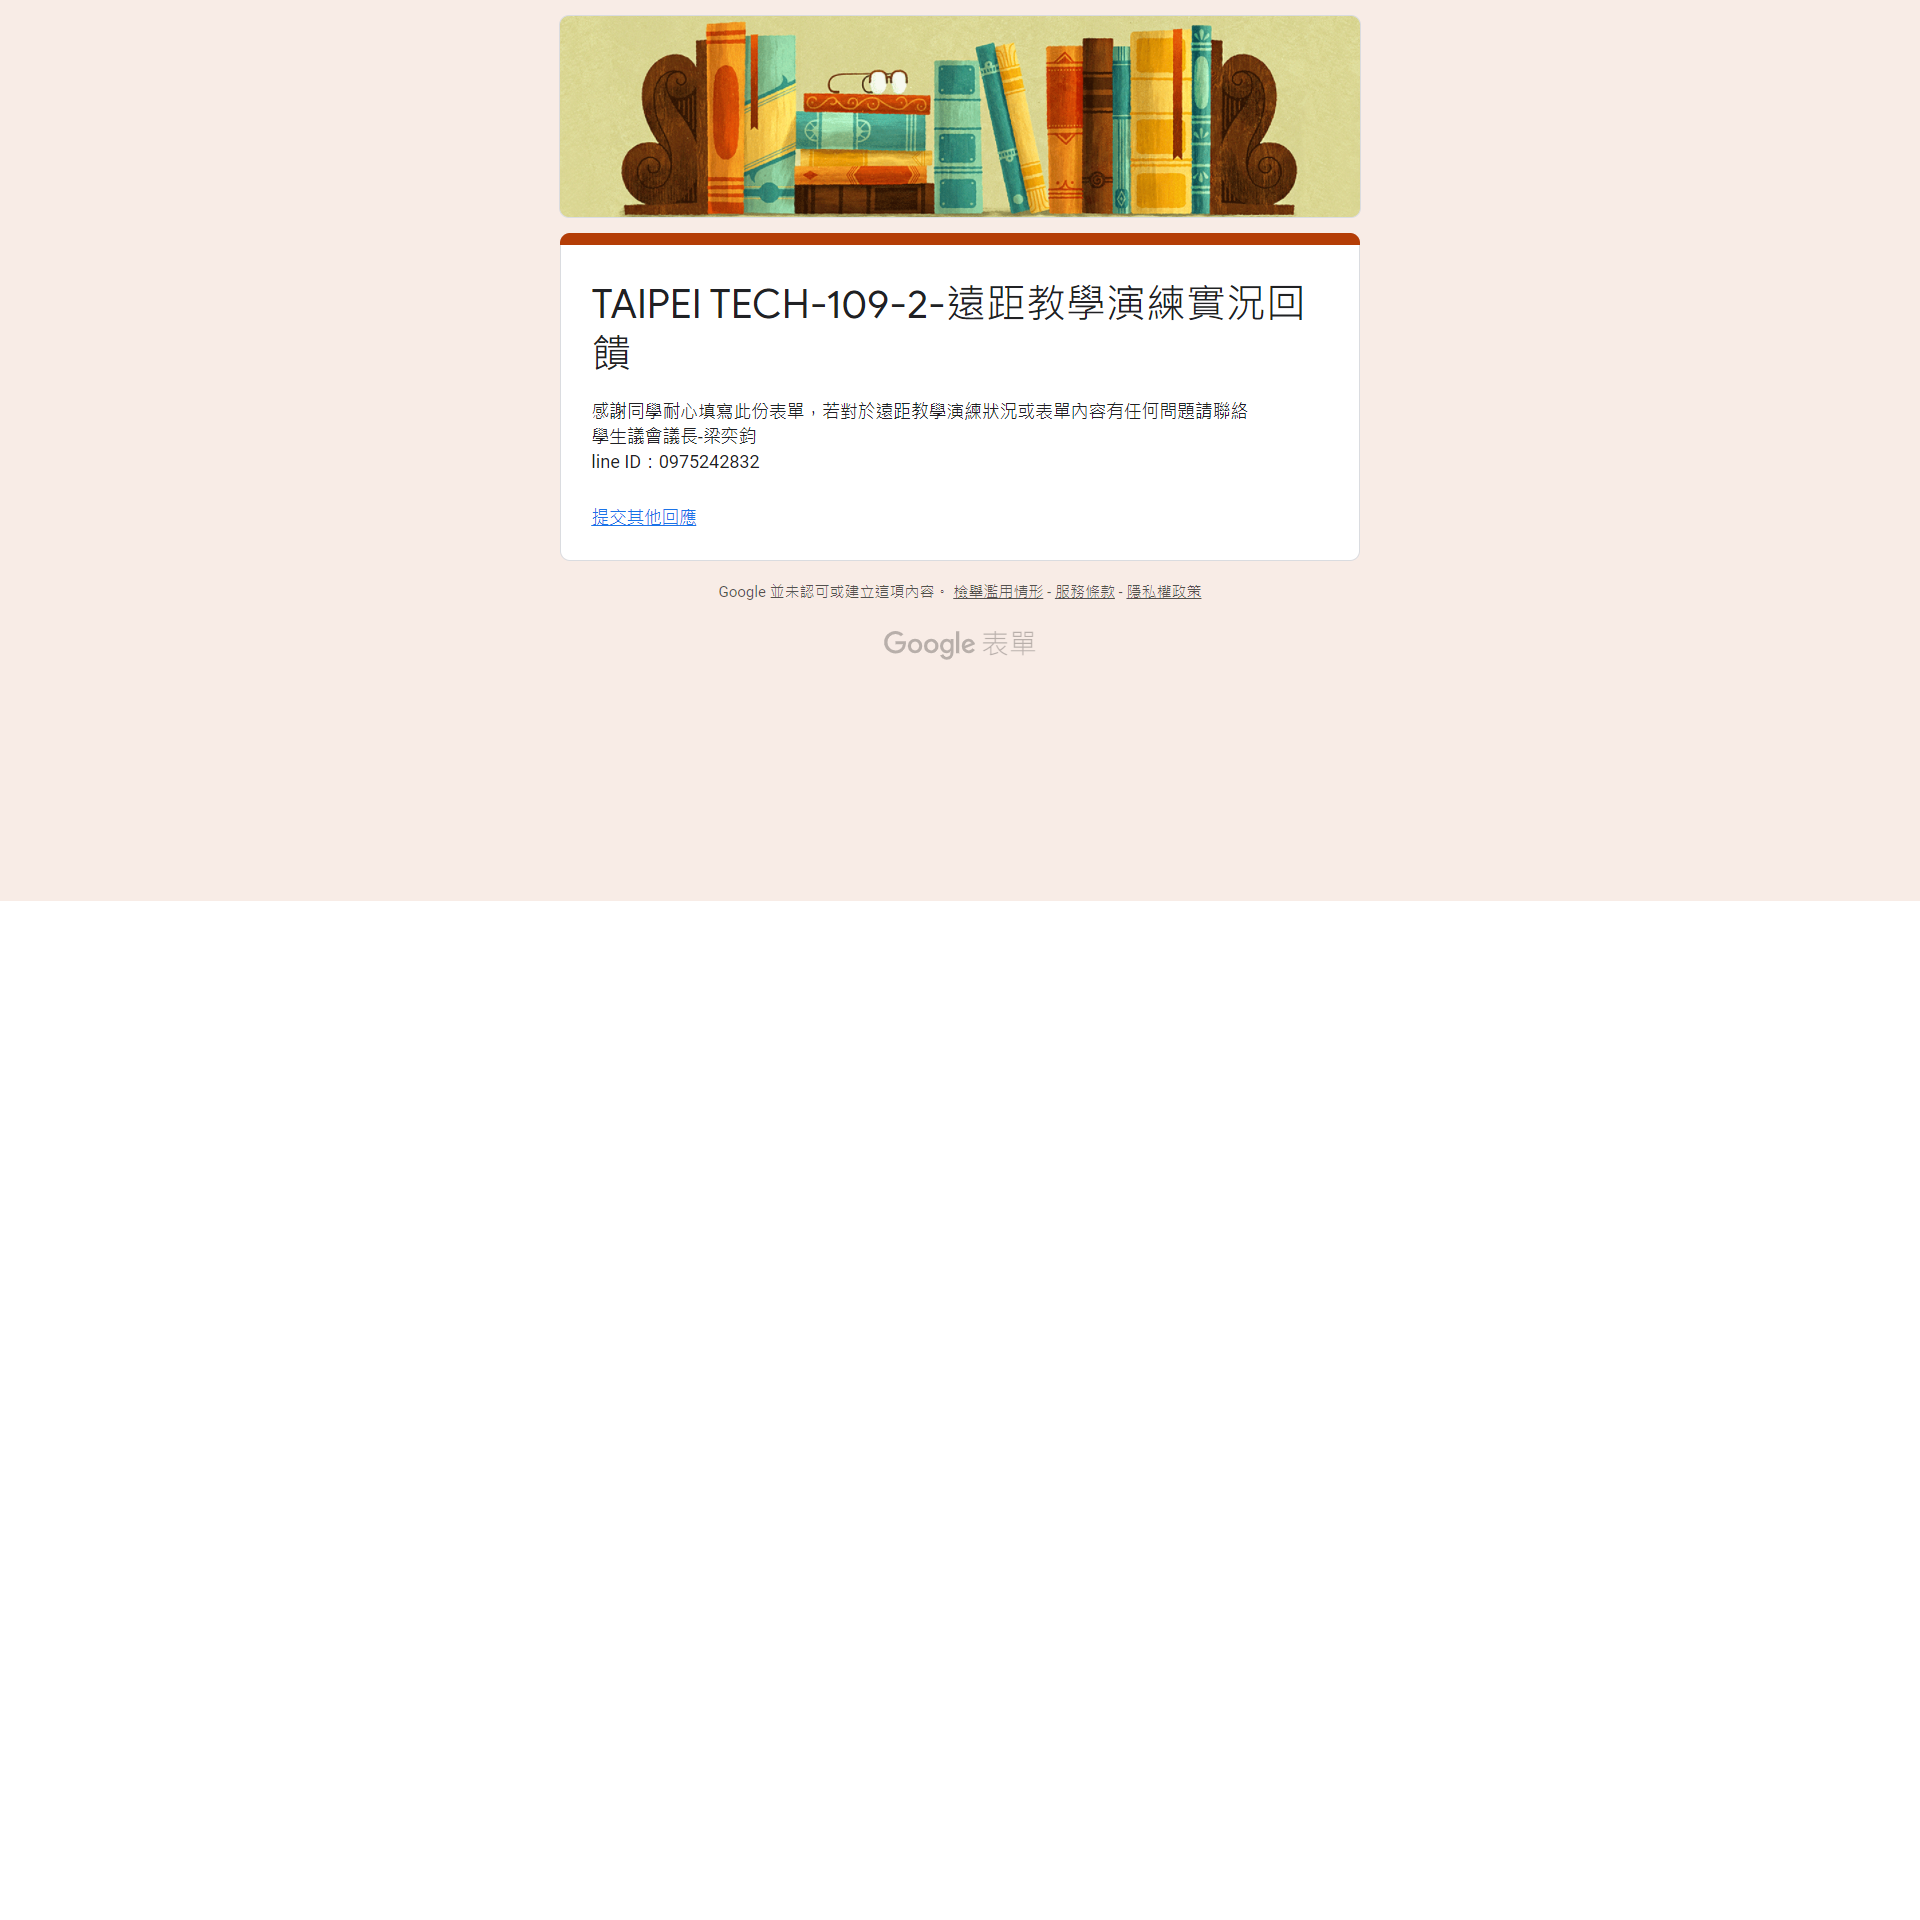 TAIPEI TECH-109-2-遠距教學演練實況回
饋
感謝同學耐心填寫此份表單，若對於遠距教學演練狀況或表單內容有任何問題請聯絡
學生議會議長-梁奕鈞
line ID：0975242832
提交其他回應
Google 並未認可或建立這項內容。 檢舉濫用情形 - 服務條款 - 隱私權政策
Google 表單